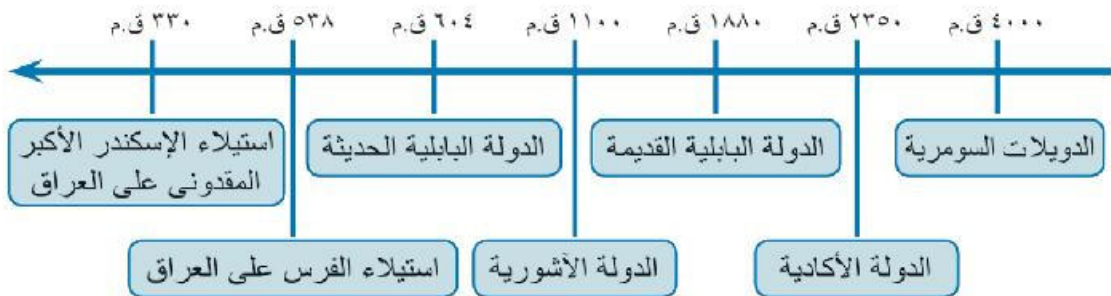 ٤٠٠٠ ق.م ٢٣٥٠ ق.م ١٨٨٠ ق.م ١١٠٠ ق.م ٦٠٤ ق.م ٥٣٨ ق.م ٣٣٠ ق.م
الدويلات السومرية
الدولة البابلية القديمة
الدولة البابلية الحديثة
استيلاء الإسكندر الأكبر
المقدونى على العراق
الدولة الأكادية
الدولة الآشورية
استيلاء الفرس على العراق